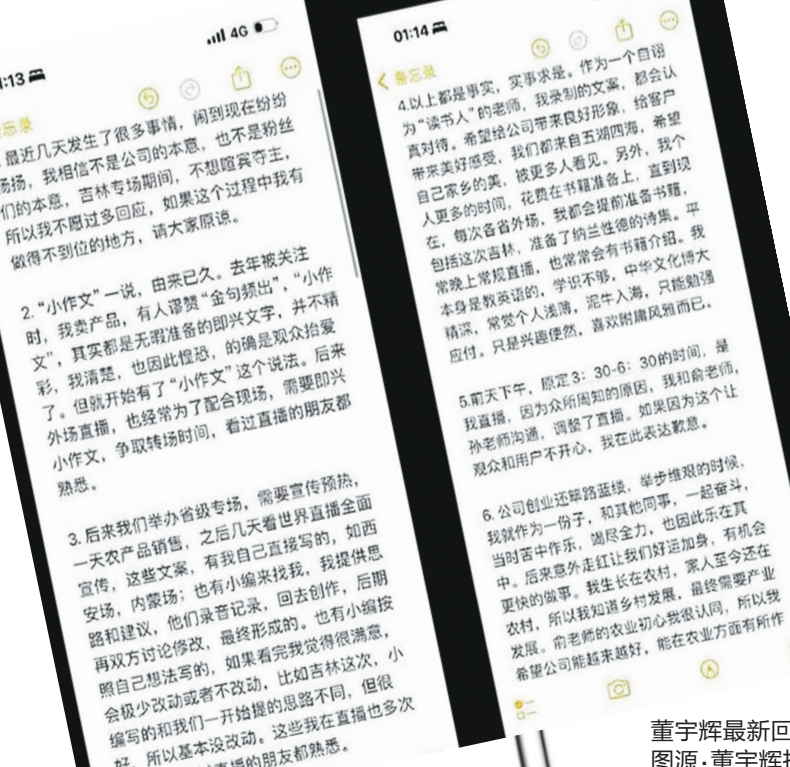 :13
4G
忘录
最近几天发生了很多事情，闹到现在纷纷
扬扬，我相信不是公司的本意，也不是粉丝
们的本意，吉林专场期间，不想喧宾夺主，
所以我不愿过多回应，如果这个过程中我有
做得不到位的地方，请大家原谅。
2. “小作文” 一说，由来已久。去年被关注
时，我卖产品，有人谬赞“金句频出”，“小作
文”，其实都是无暇准备的即兴文字，并不精
彩，我清楚，也因此惶恐，的确是观众抬爱
了。但就开始有了“小作文”这个说法。后来
外场直播，也经常为了配合现场，需要即兴
小作文，争取转场时间，看过直播的朋友都
熟悉。
3. 后来我们举办省级专场，需要宣传预热，
一天农产品销售，之后几天看世界直播全面
宣传，这些文案，有我自己直接写的，如西
安场，内蒙场；也有小编来找我，我提供思
路和建议，他们录音记录，回去创作，后期
再双方讨论修改，最终形成的。也有小编按
照自己想法写的，如果看完我觉得很满意，
会极少改动或者不改动，比如吉林这次，小
编写的和我们一开始提的思路不同，但很
好，所以基本没改动。这些我在直播也多次
直播的朋友都熟悉。
01:14
备忘录
4.以上都是事实，实事求是。作为一个自诩
为“读书人”的老师，我录制的文案，都会认
真对待。希望给公司带来良好形象，给客户
带来美好感受，我们都来自五湖四海，希望
自己家乡的美，被更多人看见。另外，我个
人更多的时间，花费在书籍准备上，直到现
在，每次各省外场，我都会提前准备书籍，
包括这次吉林，准备了纳兰性德的诗集。平
常晚上常规直播，也常常会有书籍介绍。我
本身是教英语的，学识不够，中华文化博大
精深，常觉个人浅薄，泥牛入海，只能勉强
应付。只是兴趣使然，喜欢附庸风雅而已。
5.前天下午，原定3：30-6：30的时间，是
我直播，因为众所周知的原因，我和俞老师，
孙老师沟通，调整了直播。如果因为这个让
观众和用户不开心，我在此表达歉意。
6. 公司创业还筚路蓝缕，举步维艰的时候，
我就作为一份子，和其他同事，一起奋斗，
当时苦中作乐，竭尽全力，也因此乐在其
中。后来意外走红让我们好运加身，有机会
更快的做事。我生长在农村，家人至今还在
农村，所以我知道乡村发展，最终需要产业
发展。俞老师的农业初心我很认同，所以我
希望公司能越来越好，能在农业方面有所作
董宇辉最新回
图源·董宇辉